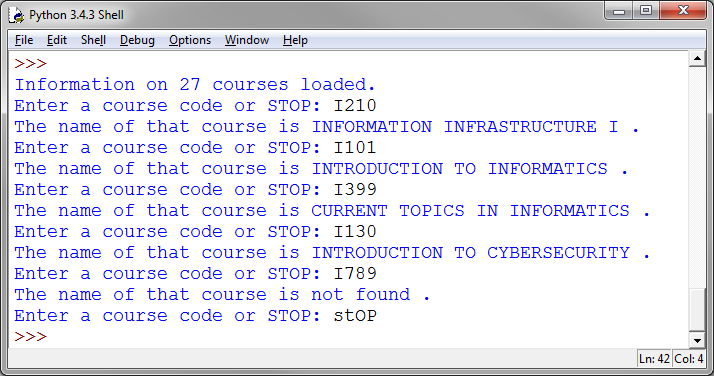 Python 3.4.3 Shell
File Edit Shell Debug Options Window Help
>>>
Information on 27 courses loaded.
Enter a course code or STOP: I210
The name of that course is INFORMATION INFRASTRUCTURE I .
Enter a course code or STOP: I101
The name of that course is INTRODUCTION TO INFORMATICS .
Enter a course code or STOP: I399
The name of that course is CURRENT TOPICS IN INFORMATICS .
Enter a course code or STOP: I130
The name of that course is INTRODUCTION TO CYBERSECURITY .
Enter a course code or STOP: I789
The name of that course is not found .
Enter a course code or STOP: stOP
>>>
Ln: 42 Col: 4